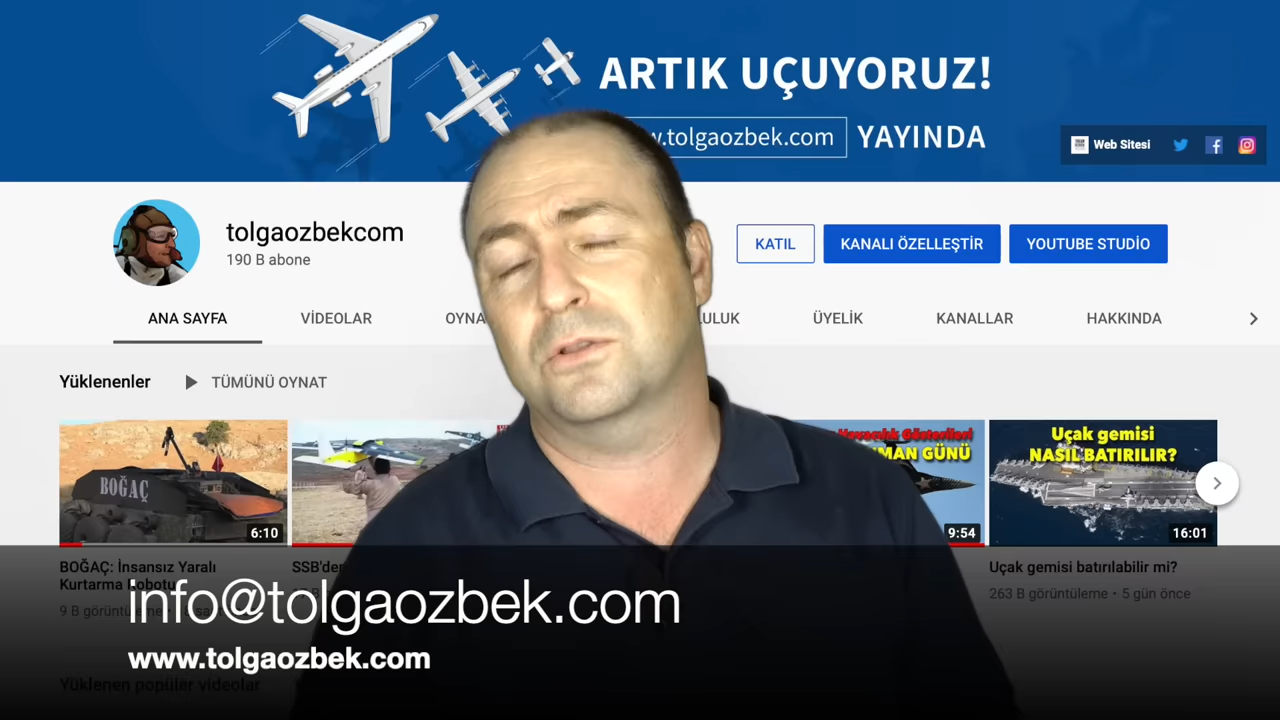 ARTIK UÇUYORUZ!
w.tolgaozbek.com YAYINDA
Web Sitesi
tolgaozbekcom
190 B abone
KATIL
KANALI ÖZELLEŞTİR
YOUTUBE STUDİO
ANA SAYFA
VİDEOLAR
OYNA
ULUK
ÜYELİK
KANALLAR
HAKKINDA
Yüklenenler
TÜMÜNÜ OYNAT
BOĞAÇ
6:10
Havacılık Gösterileri
MAN GÜNÜ
9:54
Uçak gemisi
NASIL BATIRILIR?
16:01
BOĞAÇ: İnsansız Yaralı
Kurtarma Robotu
9 B görüntüleme
SSB'den
Uçak gemisi batırılabilir mi?
263 B görüntüleme • 5 gün önce
info@tolgaozbek.com
www.tolgaozbek.com
Yüklenen popüler videolar